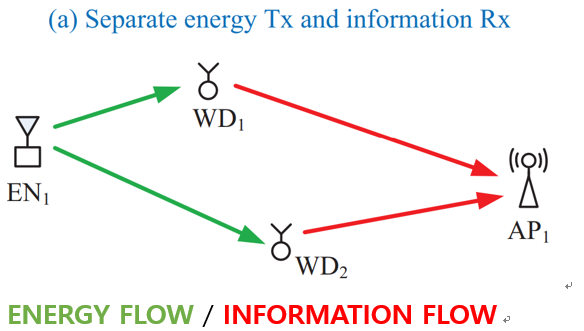 (a) Separate energy Tx and information Rx
WD₁
EN₁
AP₁
WD₂
ENERGY FLOW / INFORMATION FLOW